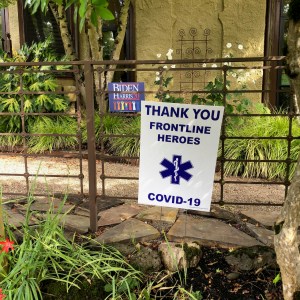 BIDEN
HARRIS
THANK YOU
FRONTLINE
HEROES
COVID-19